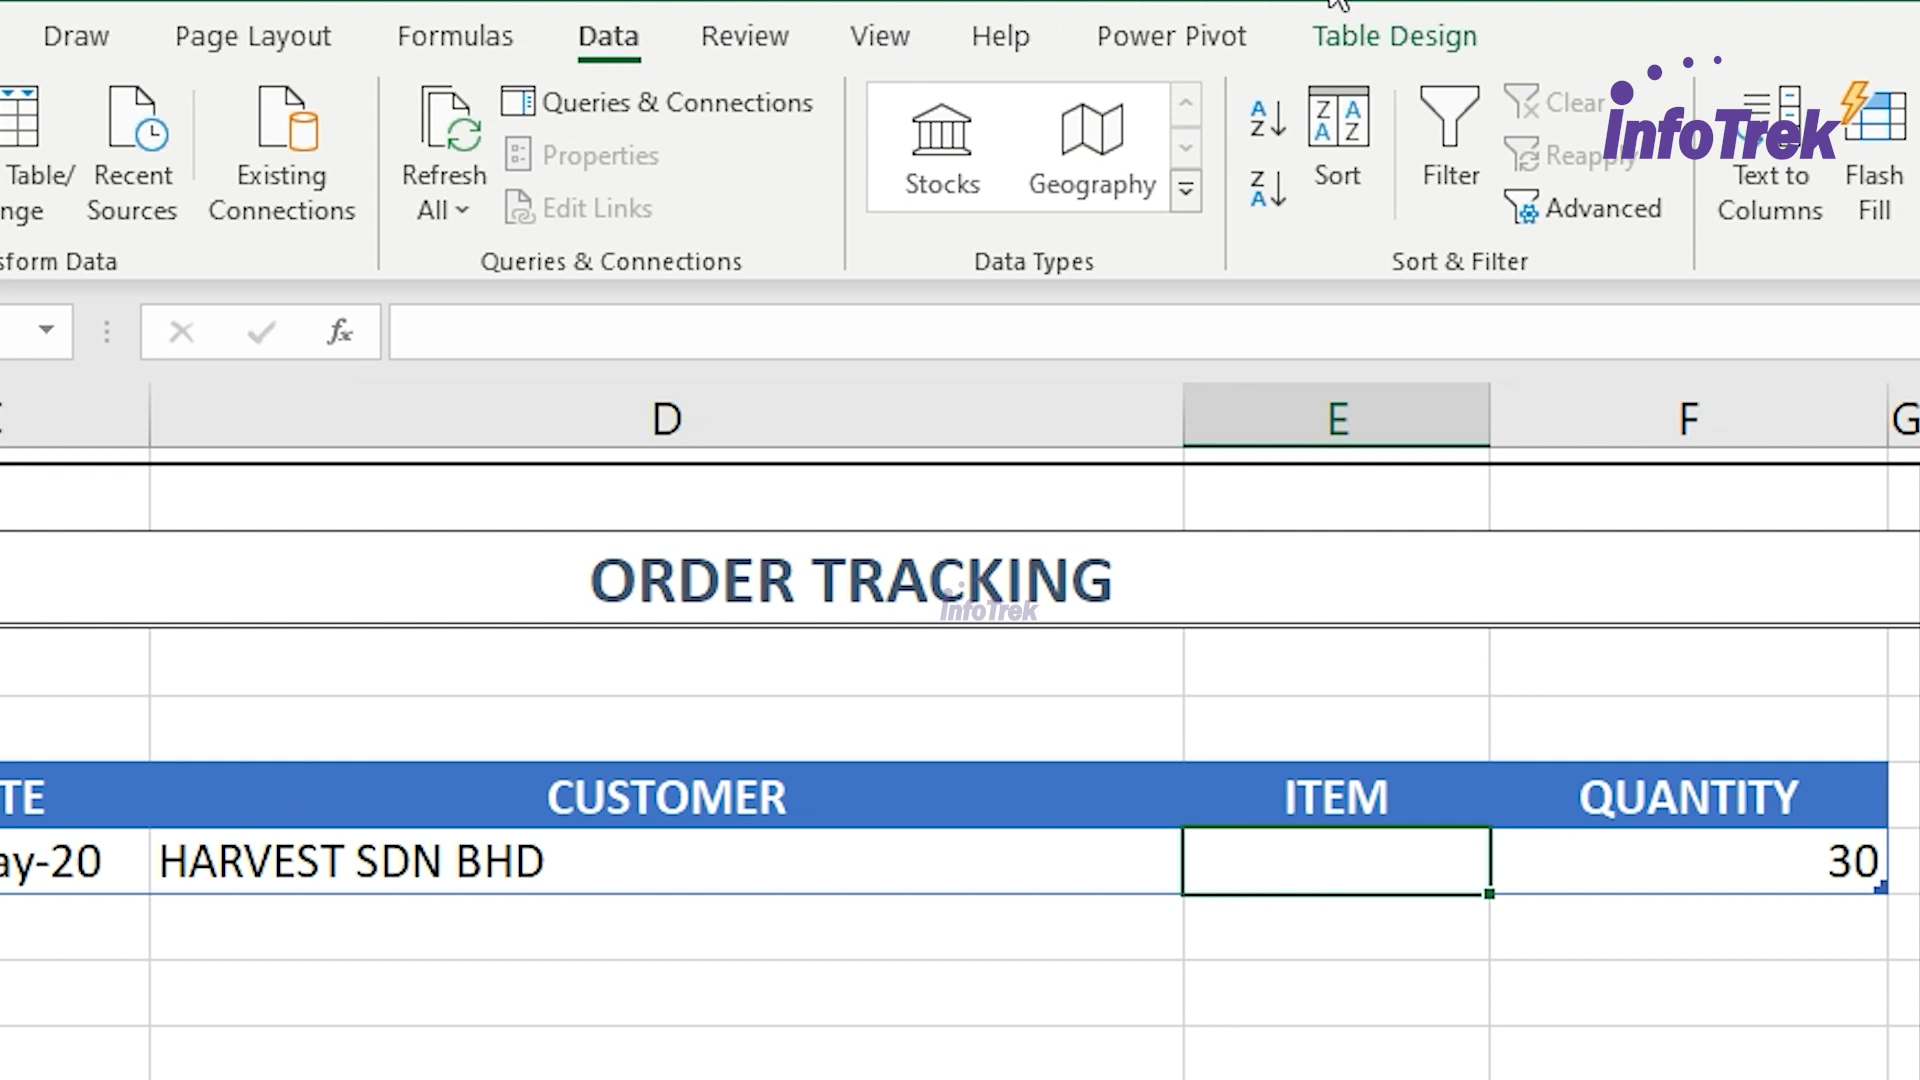 Draw Page Layout Formulas Data Review View Help Power Pivot Table Design
infoTrek
Table/
nge
Recent
Sources
Existing
Connections
Refresh
All
Queries & Connections
Properties
Edit Links
Stocks
Geography
A
Z
Z
A
Z A
A Z
Sort
Filter
Clear
Reapply
Advanced
Text to
Columns
Flash
Fill
sform Data
Queries & Connections
Data Types
Sort & Filter
fx
D E F G
ORDER TRACKING
infoTrek
TE CUSTOMER ITEM QUANTITY
ay-20 HARVEST SDN BHD 30